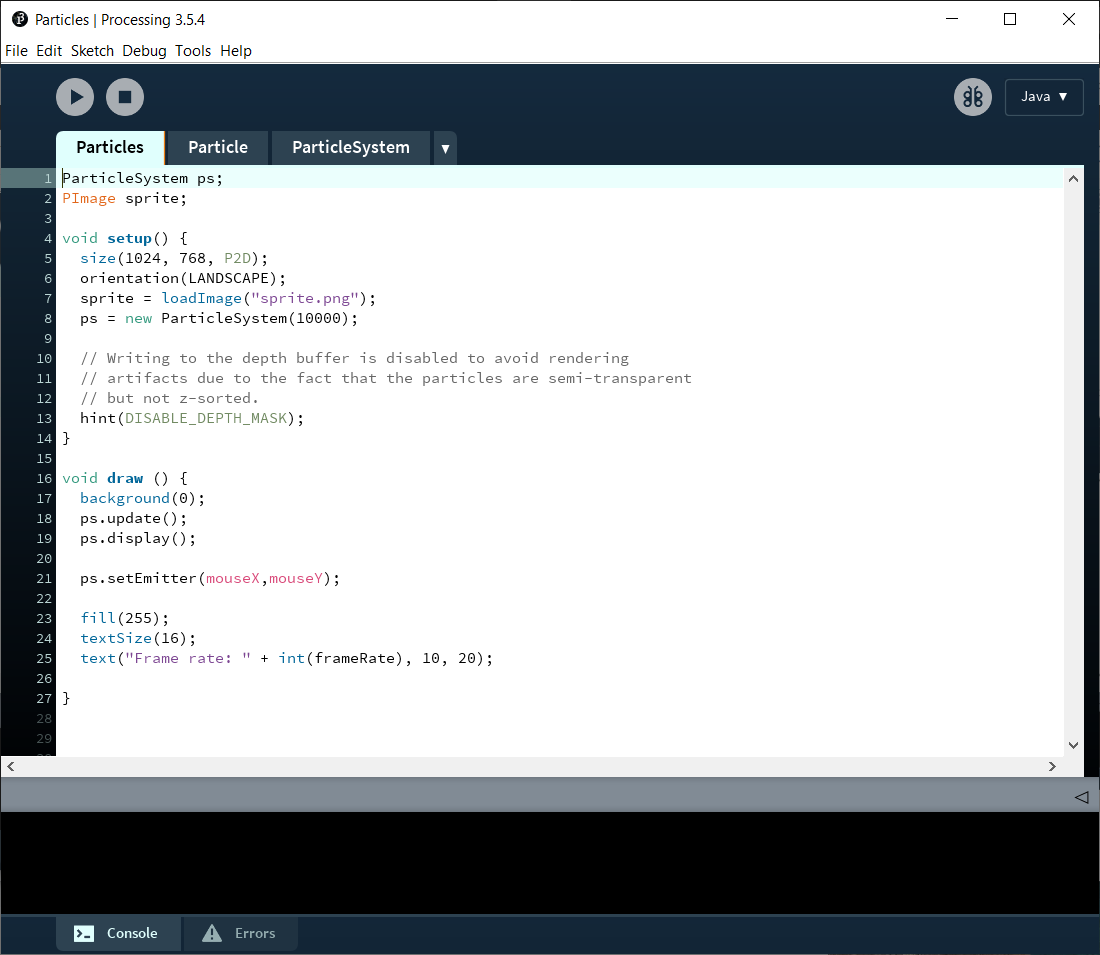 Particles | Processing 3.5.4
File Edit Sketch Debug Tools Help
Java ▼
Particles Particle ParticleSystem ▼
1 ParticleSystem ps;
2 PImage sprite;
3
4 void setup() {
5   size(1024, 768, P2D);
6   orientation(LANDSCAPE);
7   sprite = loadImage("sprite.png");
8   ps = new ParticleSystem(10000);
9
10   // Writing to the depth buffer is disabled to avoid rendering
11   // artifacts due to the fact that the particles are semi-transparent
12   // but not z-sorted.
13   hint(DISABLE_DEPTH_MASK);
14 }
15
16 void draw () {
17   background(0);
18   ps.update();
19   ps.display();
20
21   ps.setEmitter(mouseX,mouseY);
22
23   fill(255);
24   textSize(16);
25   text("Frame rate: " + int(frameRate), 10, 20);
26
27 }
28
29
Console Errors